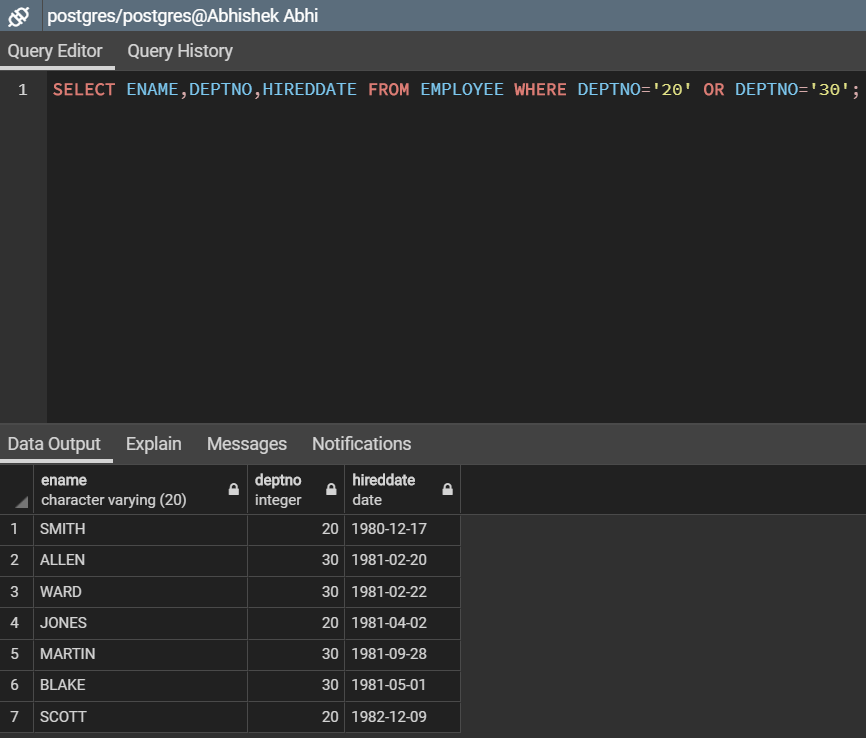 postgres/postgres@Abhishek Abhi
Query Editor Query History
1 SELECT ENAME,DEPTNO,HIREDDATE FROM EMPLOYEE WHERE DEPTNO='20' OR DEPTNO='30';
Data Output Explain Messages Notifications
ename deptno hireddate
character varying (20) integer date
1 SMITH 20 1980-12-17
2 ALLEN 30 1981-02-20
3 WARD 30 1981-02-22
4 JONES 20 1981-04-02
5 MARTIN 30 1981-09-28
6 BLAKE 30 1981-05-01
7 SCOTT 20 1982-12-09